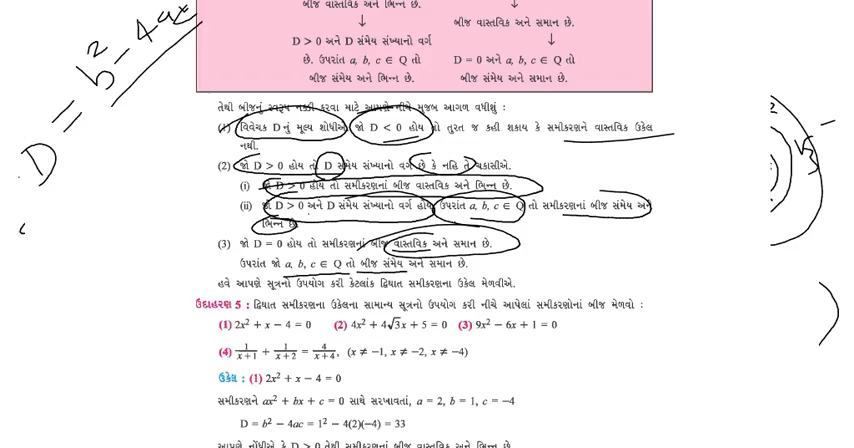 બીજ વાસ્તવિક અને ભિન્ન છે.
↓
બીજ વાસ્તવિક અને સમાન છે.
↓
D > 0 અને D સંમેય સંખ્યાનો વર્ગ
D = 0 અને a, b, c ∈ Q તો
છે. ઉપરાંત a, b, c ∈ Q તો
બીજ સંમેય અને ભિન્ન છે.
બીજ સંમેય અને સમાન છે.
D = b² – 4ac
તેથી બીજનું સ્વરૂપ નક્કી કરવા માટે આપણે નીચે મુજબ આગળ વધીશું :
(1) વિવેચક D નું મૂલ્ય શોધીએ. જો D < 0 હોય તો તુરત જ કહી શકાય કે સમીકરણને વાસ્તવિક ઉકેલ
નથી.
(2) જો D > 0 હોય તો D સંમેય સંખ્યાનો વર્ગ છે કે નહિ તે ચકાસીએ.
(i) જો D > 0 હોય તો સમીકરણનાં બીજ વાસ્તવિક અને ભિન્ન છે.
(ii) જો D > 0 અને D સંમેય સંખ્યાનો વર્ગ હોય ઉપરાંત a, b, c ∈ Q તો સમીકરણનાં બીજ સંમેય અને
ભિન્ન છે.
(3) જો D = 0 હોય તો સમીકરણનાં બીજ વાસ્તવિક અને સમાન છે.
ઉપરાંત જો a, b, c ∈ Q તો બીજ સંમેય અને સમાન છે.
હવે આપણે સૂત્રનો ઉપયોગ કરી કેટલાંક દ્વિઘાત સમીકરણના ઉકેલ મેળવીએ.
ઉદાહરણ 5 : દ્વિઘાત સમીકરણના ઉકેલના સામાન્ય સૂત્રનો ઉપયોગ કરી નીચે આપેલાં સમીકરણોનાં બીજ મેળવો :
(1) 2x² + x – 4 = 0 (2) 4x² + 4√3x + 5 = 0 (3) 9x² – 6x + 1 = 0
(4) 1/(x+1) + 1/(x+2) = 4/(x+4), (x ≠ –1, x ≠ –2, x ≠ –4)
ઉકેલ : (1) 2x² + x – 4 = 0
સમીકરણને ax² + bx + c = 0 સાથે સરખાવતાં, a = 2, b = 1, c = –4
D = b² – 4ac = 1² – 4(2)(–4) = 33
આપણે નોંધીએ કે D > 0 તેથી સમીકરણનાં બીજ વાસ્તવિક અને ભિન્ન છે.